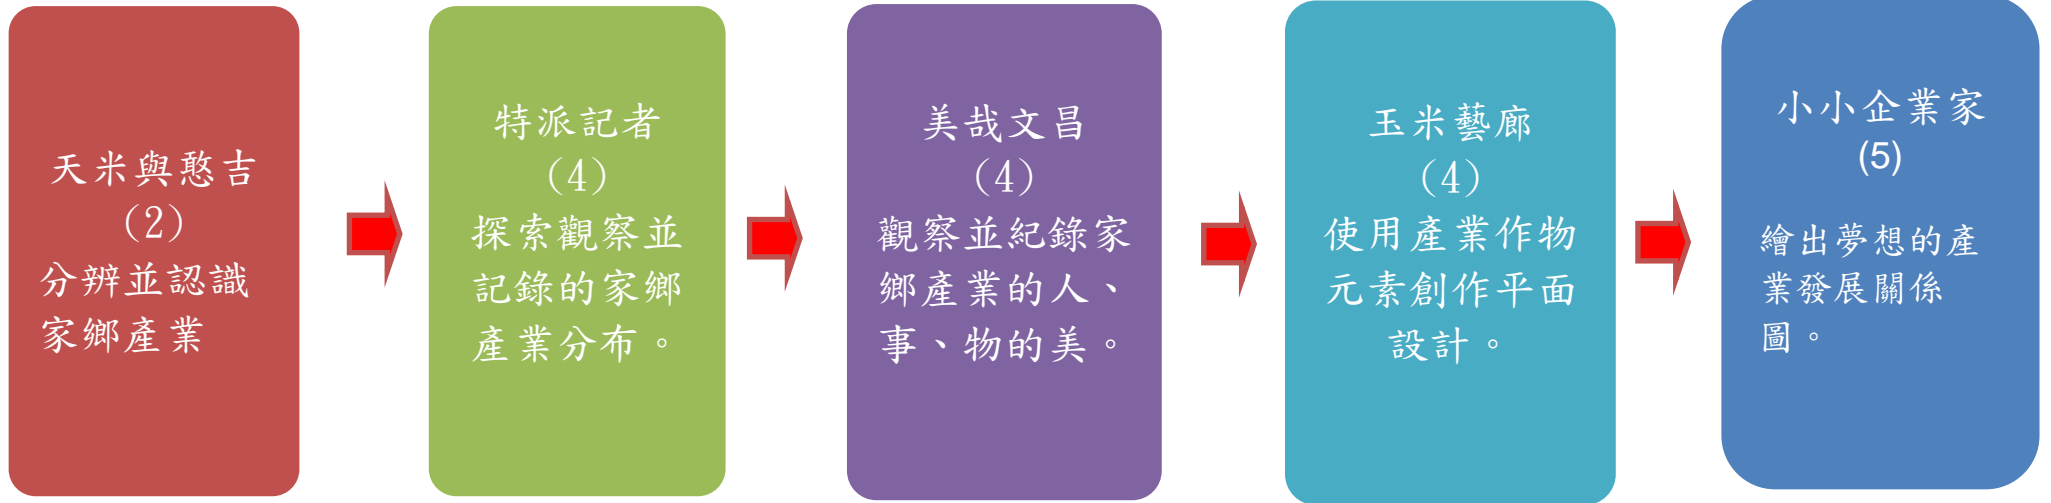 天米與憨吉
(2)
分辨並認識
家鄉產業
特派記者
(4)
探索觀察並
記錄的家鄉
產業分布。
美哉文昌
(4)
觀察並紀錄家
鄉產業的人、
事、物的美。
玉米藝廊
(4)
使用產業作物
元素創作平面
設計。
小小企業家
(5)
繪出夢想的產
業發展關係
圖。